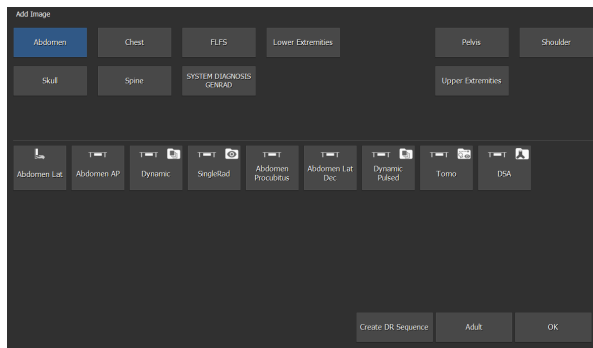 Add Image
Abdomen
Chest
FLFS
Lower Extremities
Pelvis
Shoulder
Skull
Spine
SYSTEM DIAGNOSIS
GENRAD
Upper Extremities
Abdomen Lat
Abdomen AP
Dynamic
SingleRad
Abdomen
Procubitus
Abdomen Lat
Dec
Dynamic
Pulsed
Tomo
DSA
Create DR Sequence
Adult
OK